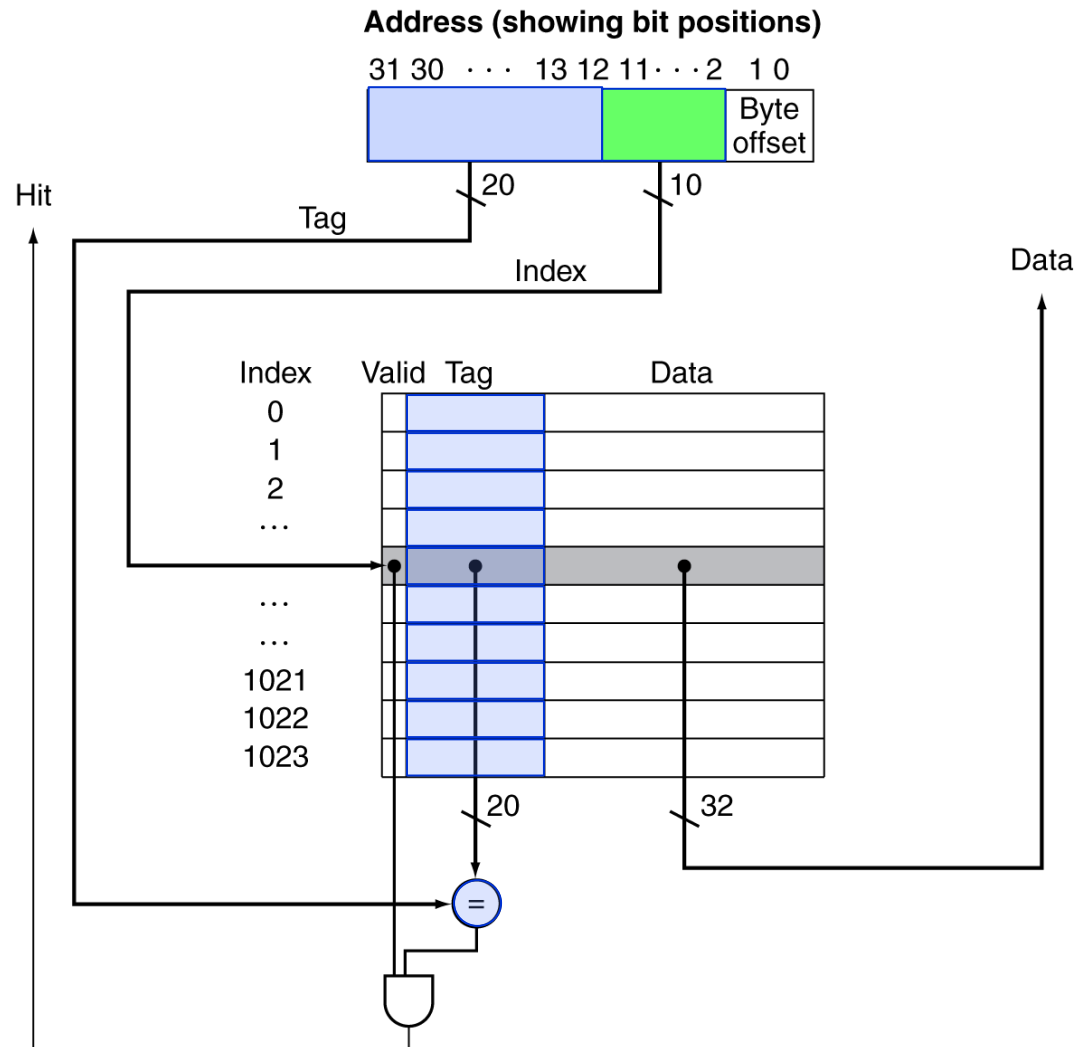 Address (showing bit positions)
31 30 · · · 13 12 11 · · · 2 1 0
Byte
offset
20
10
Hit
Tag
Index
Data
Index Valid Tag Data
0
1
2
···
···
···
1021
1022
1023
20
32
=